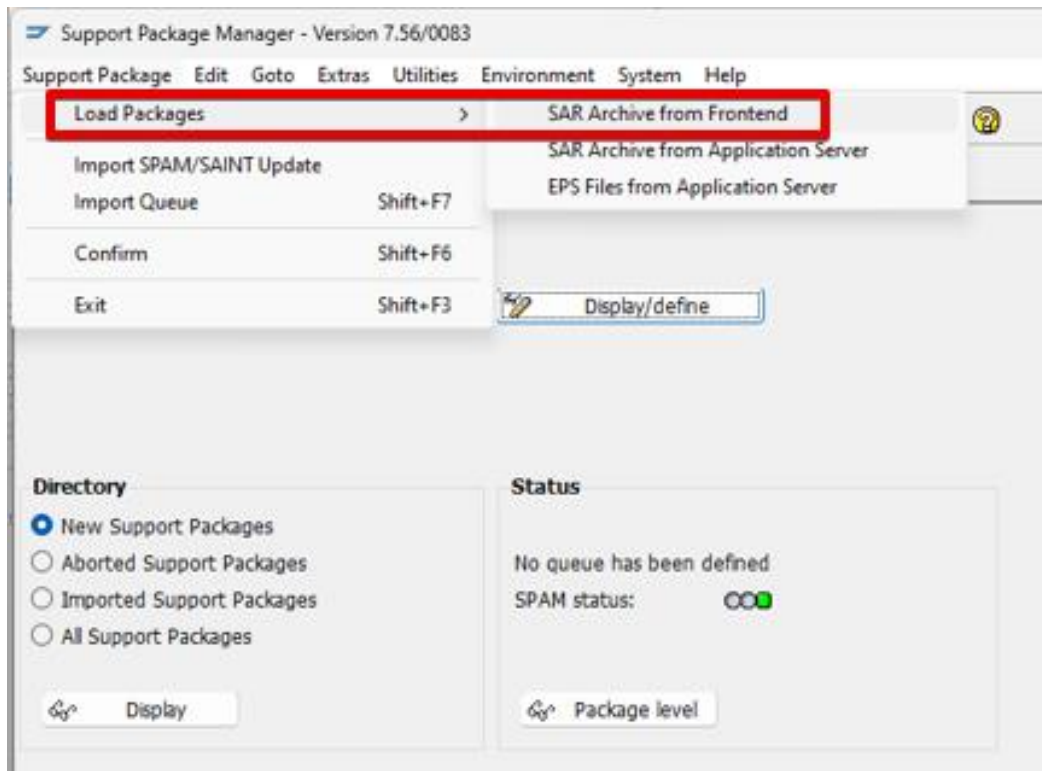 Support Package Manager - Version 7.56/0083
Support Package Edit Goto Extras Utilities Environment System Help
Load Packages > SAR Archive from Frontend
SAR Archive from Application Server
EPS Files from Application Server
Import SPAM/SAINT Update
Import Queue Shift+F7
Confirm Shift+F6
Exit Shift+F3
Display/define
Directory
New Support Packages
Aborted Support Packages
Imported Support Packages
All Support Packages
Display
Status
No queue has been defined
SPAM status:
Package level